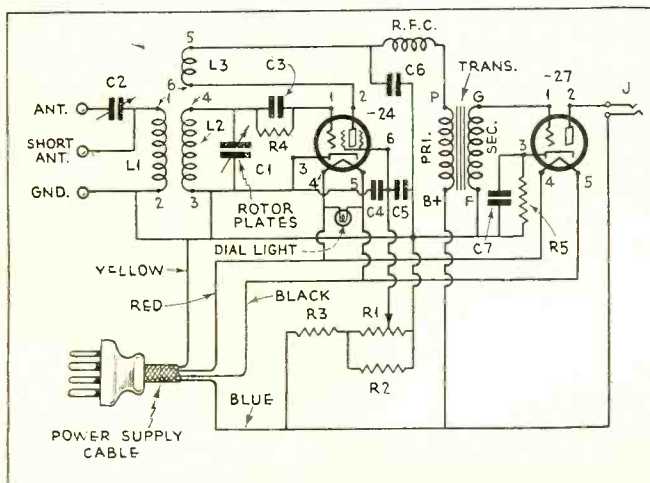 5
R.F.C.
C2
L3
C3
C6
TRANS.
-27
J
1
6
4
1
2
P
G
1
2
ANT.
-24
L2
R4
6
SHORT
ANT.
L1
C1
3
PRI.
SEC.
3
4
5
4
5
GND.
2
3
ROTOR
PLATES
C4
C5
B+
F
C7
R5
DIAL LIGHT
YELLOW
RED
BLACK
R3
R1
R2
BLUE
POWER SUPPLY
CABLE